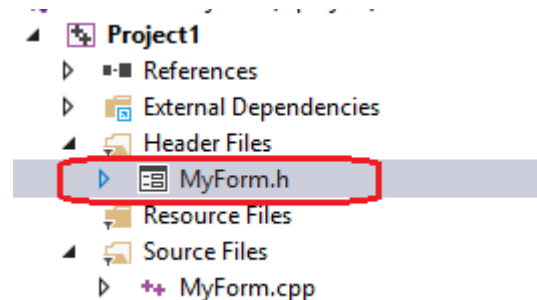 Project1
References
External Dependencies
Header Files
MyForm.h
Resource Files
Source Files
MyForm.cpp